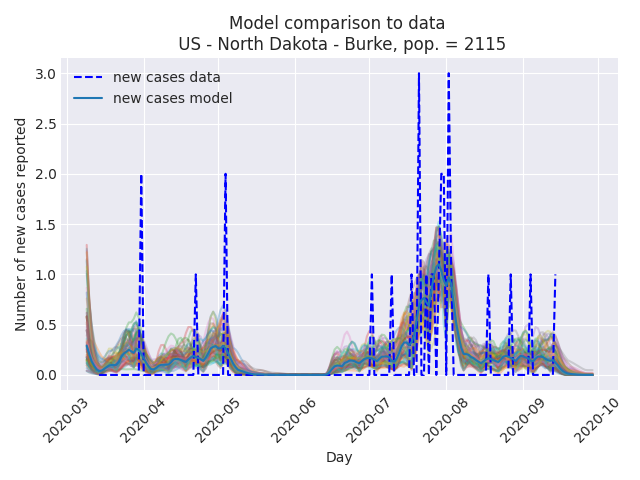 Model comparison to data
US - North Dakota - Burke, pop. = 2115
3.0
2.5
2.0
1.5
1.0
0.5
0.0
Number of new cases reported
new cases data
new cases model
2020-03
2020-04
2020-05
2020-06
2020-07
2020-08
2020-09
2020-10
Day